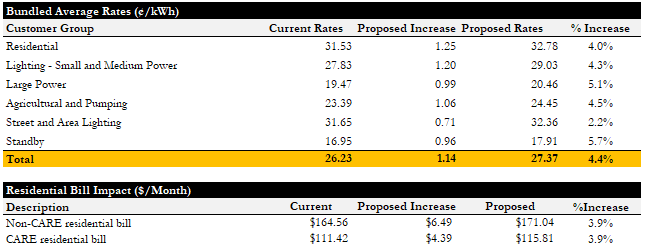 Bundled Average Rates (¢/kWh)
Customer Group Current Rates Proposed Increase Proposed Rates % Increase
Residential 31.53 1.25 32.78 4.0%
Lighting - Small and Medium Power 27.83 1.20 29.03 4.3%
Large Power 19.47 0.99 20.46 5.1%
Agricultural and Pumping 23.39 1.06 24.45 4.5%
Street and Area Lighting 31.65 0.71 32.36 2.2%
Standby 16.95 0.96 17.91 5.7%
Total 26.23 1.14 27.37 4.4%
Residential Bill Impact ($/Month)
Description Current Proposed Increase Proposed %Increase
Non-CARE residential bill $164.56 $6.49 $171.04 3.9%
CARE residential bill $111.42 $4.39 $115.81 3.9%